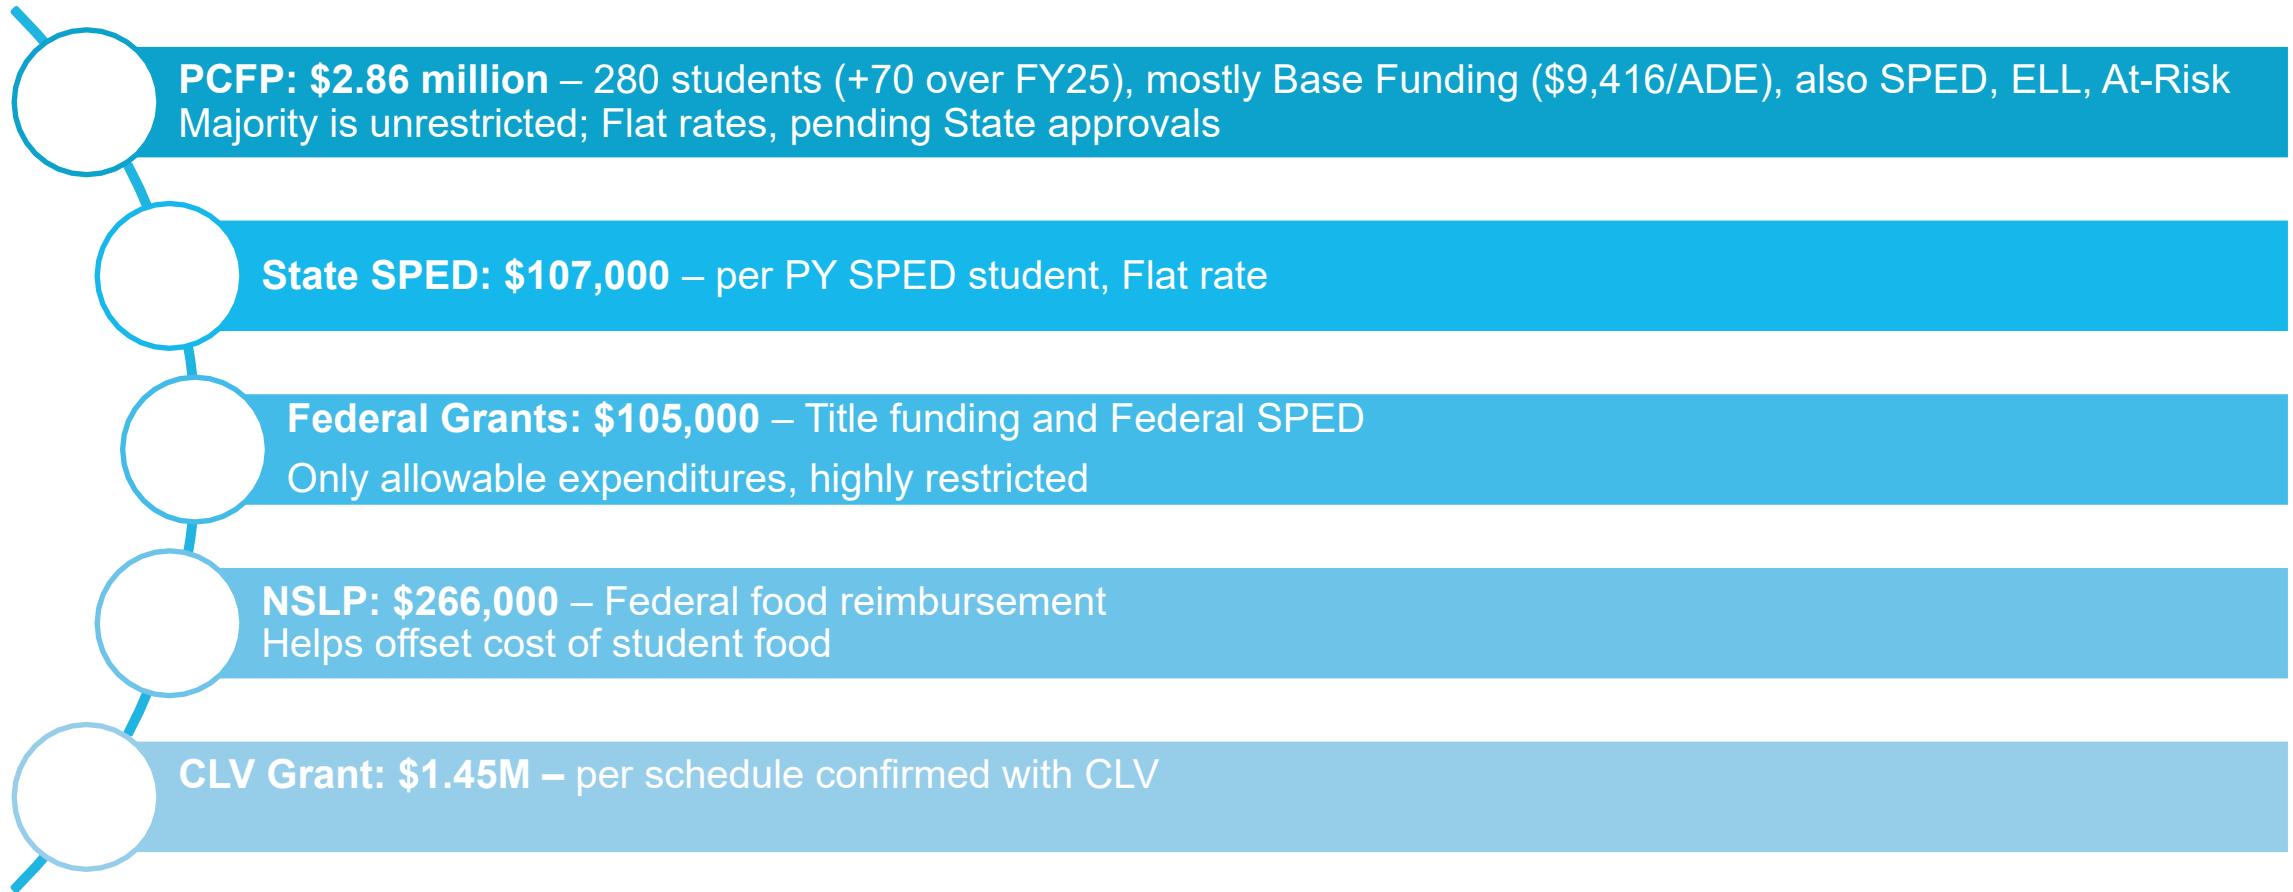 PCFP: $2.86 million – 280 students (+70 over FY25), mostly Base Funding ($9,416/ADE), also SPED, ELL, At-Risk
Majority is unrestricted; Flat rates, pending State approvals
State SPED: $107,000 – per PY SPED student, Flat rate
Federal Grants: $105,000 – Title funding and Federal SPED
Only allowable expenditures, highly restricted
NSLP: $266,000 – Federal food reimbursement
Helps offset cost of student food
CLV Grant: $1.45M – per schedule confirmed with CLV